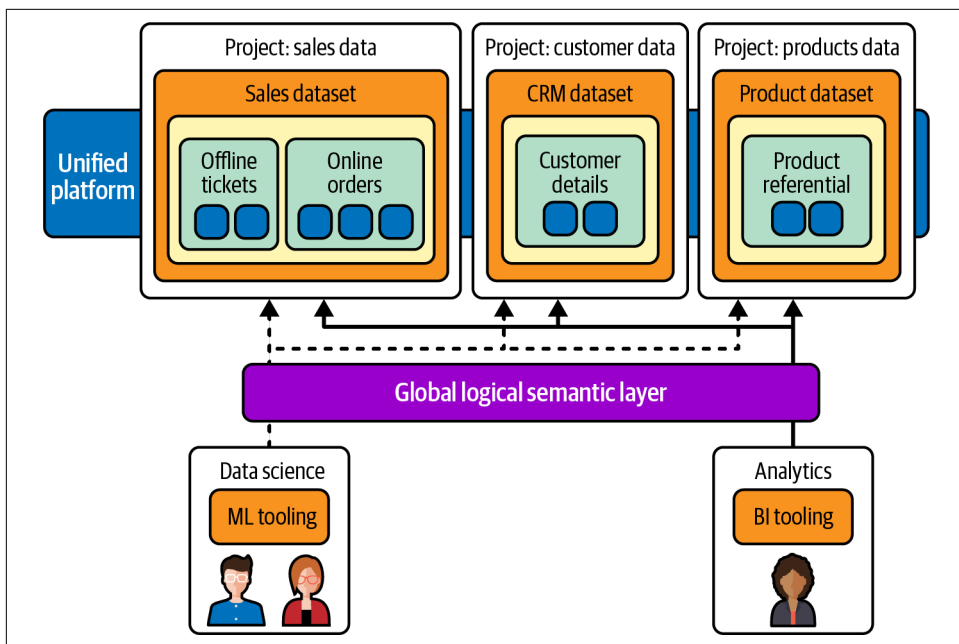 Project: sales data
Project: customer data
Project: products data
Sales dataset
CRM dataset
Product dataset
Unified
platform
Offline
tickets
Online
orders
Customer
details
Product
referential
Global logical semantic layer
Data science
ML tooling
Analytics
BI tooling